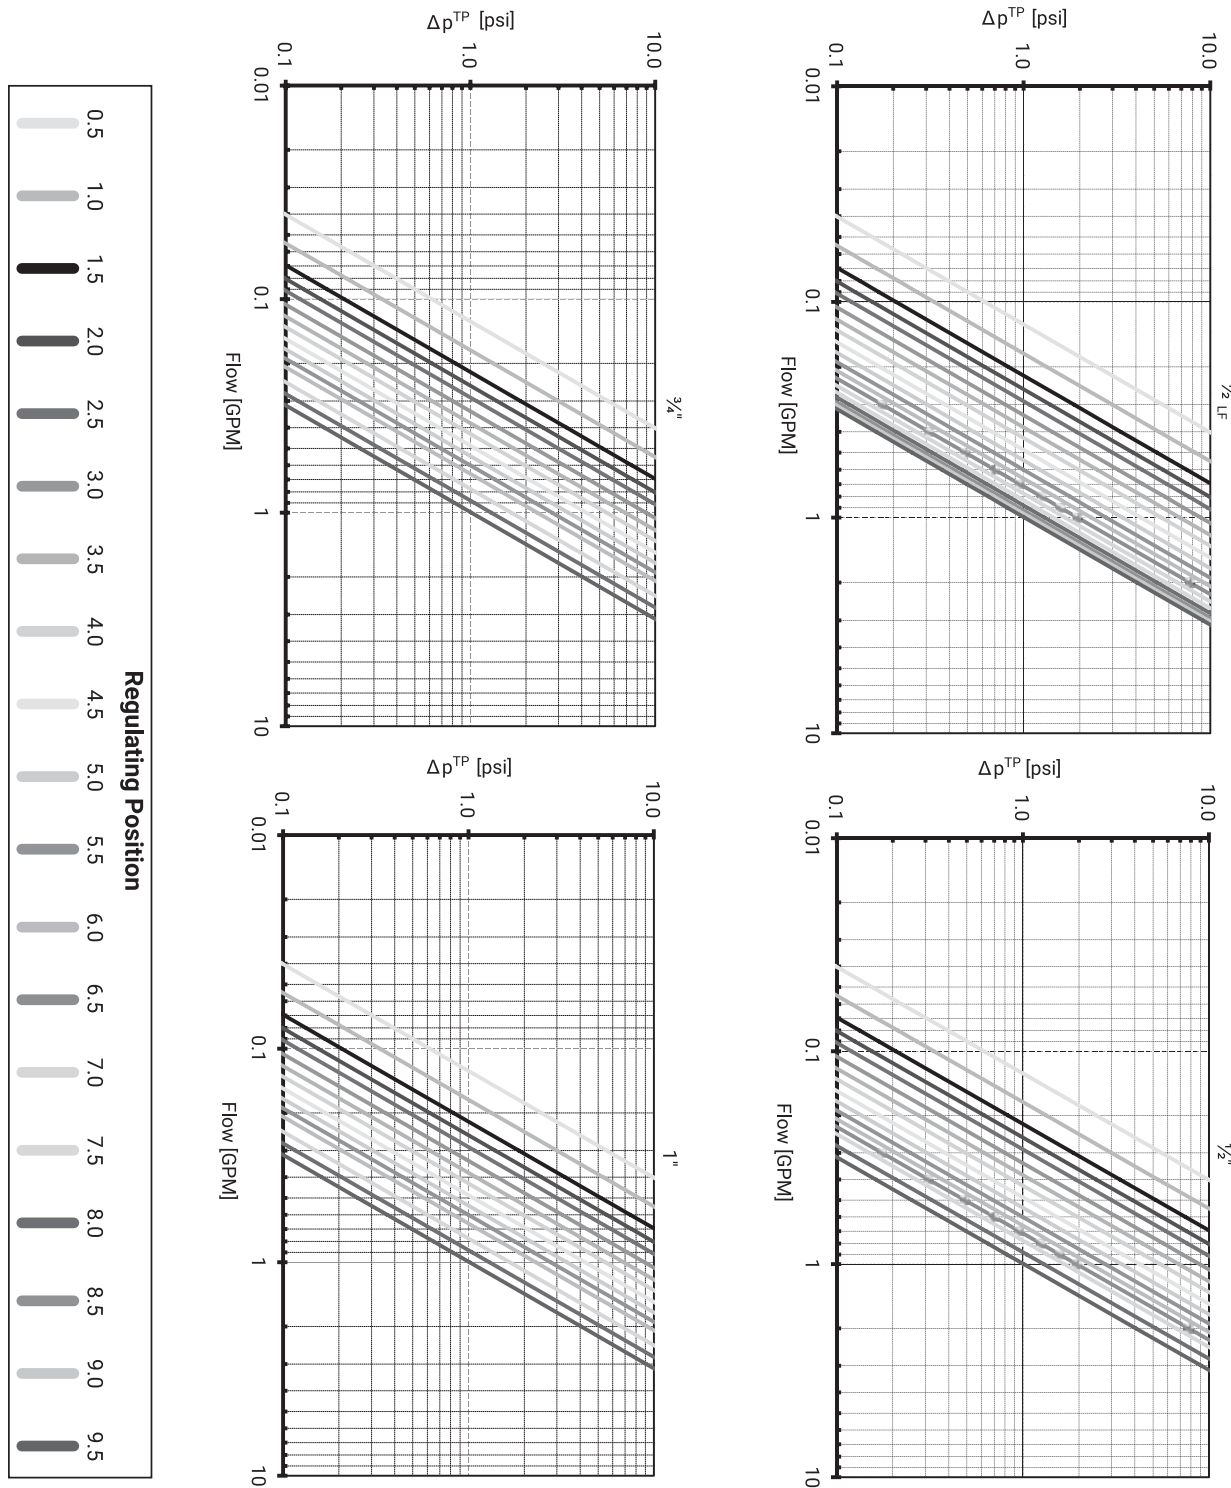 ½ LF
Δp^TP [psi]
10.0
1.0
0.1
0.01
0.1
1
10
Flow [GPM]
½"
Δp^TP [psi]
10.0
1.0
0.1
0.01
0.1
1
10
Flow [GPM]
¾"
Δp^TP [psi]
10.0
1.0
0.1
0.01
0.1
1
10
Flow [GPM]
1"
Δp^TP [psi]
10.0
1.0
0.1
0.01
0.1
1
10
Flow [GPM]
Regulating Position
0.5 1.0 1.5 2.0 2.5 3.0 3.5 4.0 4.5 5.0 5.5 6.0 6.5 7.0 7.5 8.0 8.5 9.0 9.5